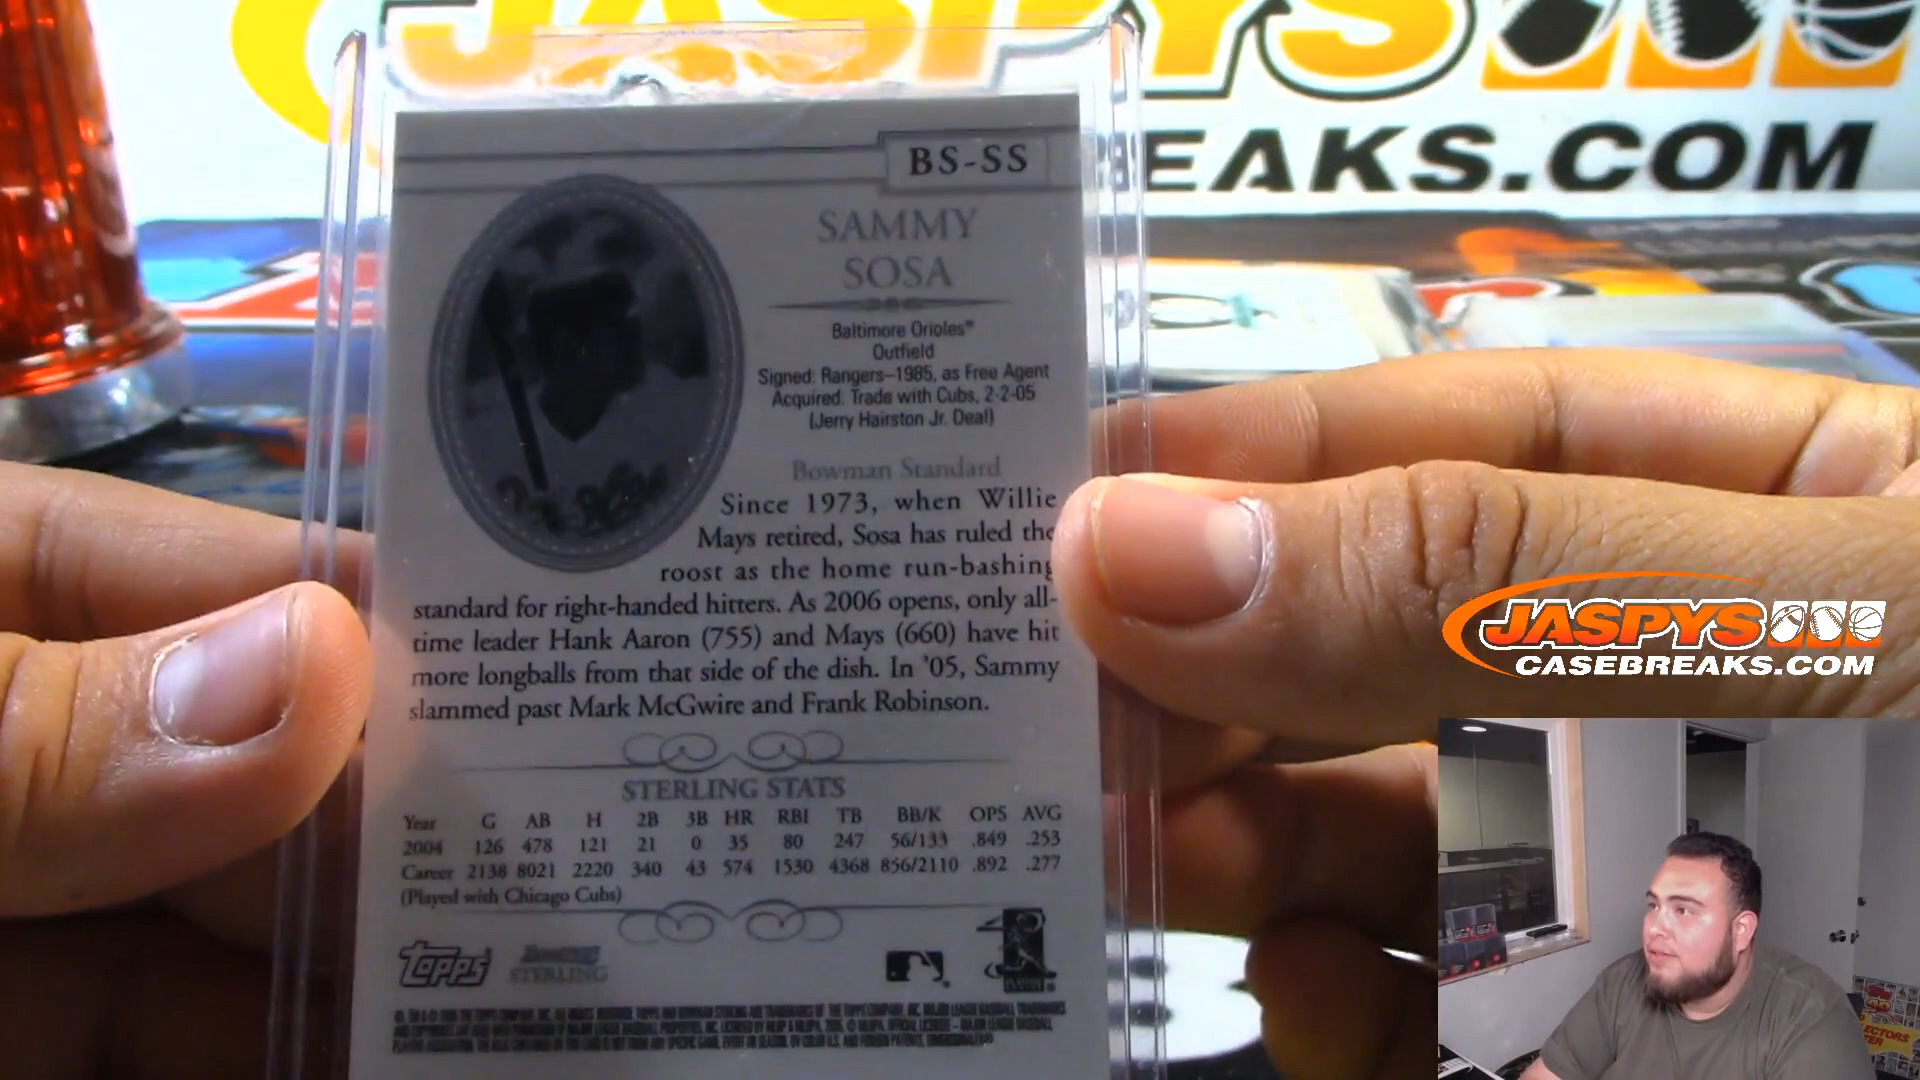 JASPYS
BREAKS.COM
BS-SS
SAMMY
SOSA
Baltimore Orioles®
Outfield
Signed: Rangers–1985, as Free Agent
Acquired: Trade with Cubs, 2-2-05
(Jerry Hairston Jr. Deal)
Bowman Standard
Since 1973, when Willie
Mays retired, Sosa has ruled the
roost as the home run-bashing
standard for right-handed hitters. As 2006 opens, only all-
time leader Hank Aaron (755) and Mays (660) have hit
more longballs from that side of the dish. In '05, Sammy
slammed past Mark McGwire and Frank Robinson.
STERLING STATS
Year G AB H 2B 3B HR RBI TB BB/K OPS AVG
2004 126 478 121 21 0 35 80 247 56/133 .849 .253
Career 2138 8021 2220 340 43 574 1530 4368 856/2110 .892 .277
(Played with Chicago Cubs)
Topps
BOWMAN
STERLING
JASPYS
CASEBREAKS.COM